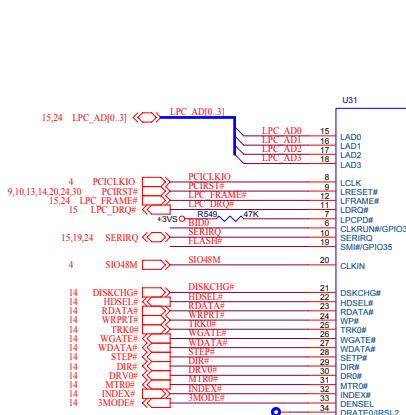 U31
15,24 LPC_AD[0..3] LPC_AD[0..3]
LPC_AD0 15 LAD0
LPC_AD1 16 LAD1
LPC_AD2 17 LAD2
LPC_AD3 18 LAD3
4 PCICLKIO PCICLKIO 8 LCLK
9,10,13,14,20,24,30 PCIRST# PCIRST# 9 LRESET#
15,24 LPC_FRAME# LPC_FRAME# 12 LFRAME#
15 LPC_DRQ# LPC_DRQ# 11 LDRQ#
+3VS R549 47K 7 LPCPD#
BID0 6 CLKRUN#/GPIO3
15,19,24 SERIRQ SERIRQ 10 SERIRQ
FLASH# 19 SMI#/GPIO35
4 SIO48M SIO48M 20 CLKIN
14 DISKCHG# DISKCHG# 21 DSKCHG#
14 HDSEL# HDSEL# 22 HDSEL#
14 RDATA# RDATA# 23 RDATA#
14 WRPRT# WRPRT# 24 WP#
14 TRK0# TRK0# 25 TRK0#
14 WGATE# WGATE# 26 WGATE#
14 WDATA# WDATA# 27 WDATA#
14 STEP# STEP# 28 SETP#
14 DIR# DIR# 29 DIR#
14 DRV0# DRV0# 30 DR0#
14 MTR0# MTR0# 31 MTR0#
14 INDEX# INDEX# 32 INDEX#
14 3MODE# 3MODE# 33 DENSEL
34 DRATE0/IRSL2